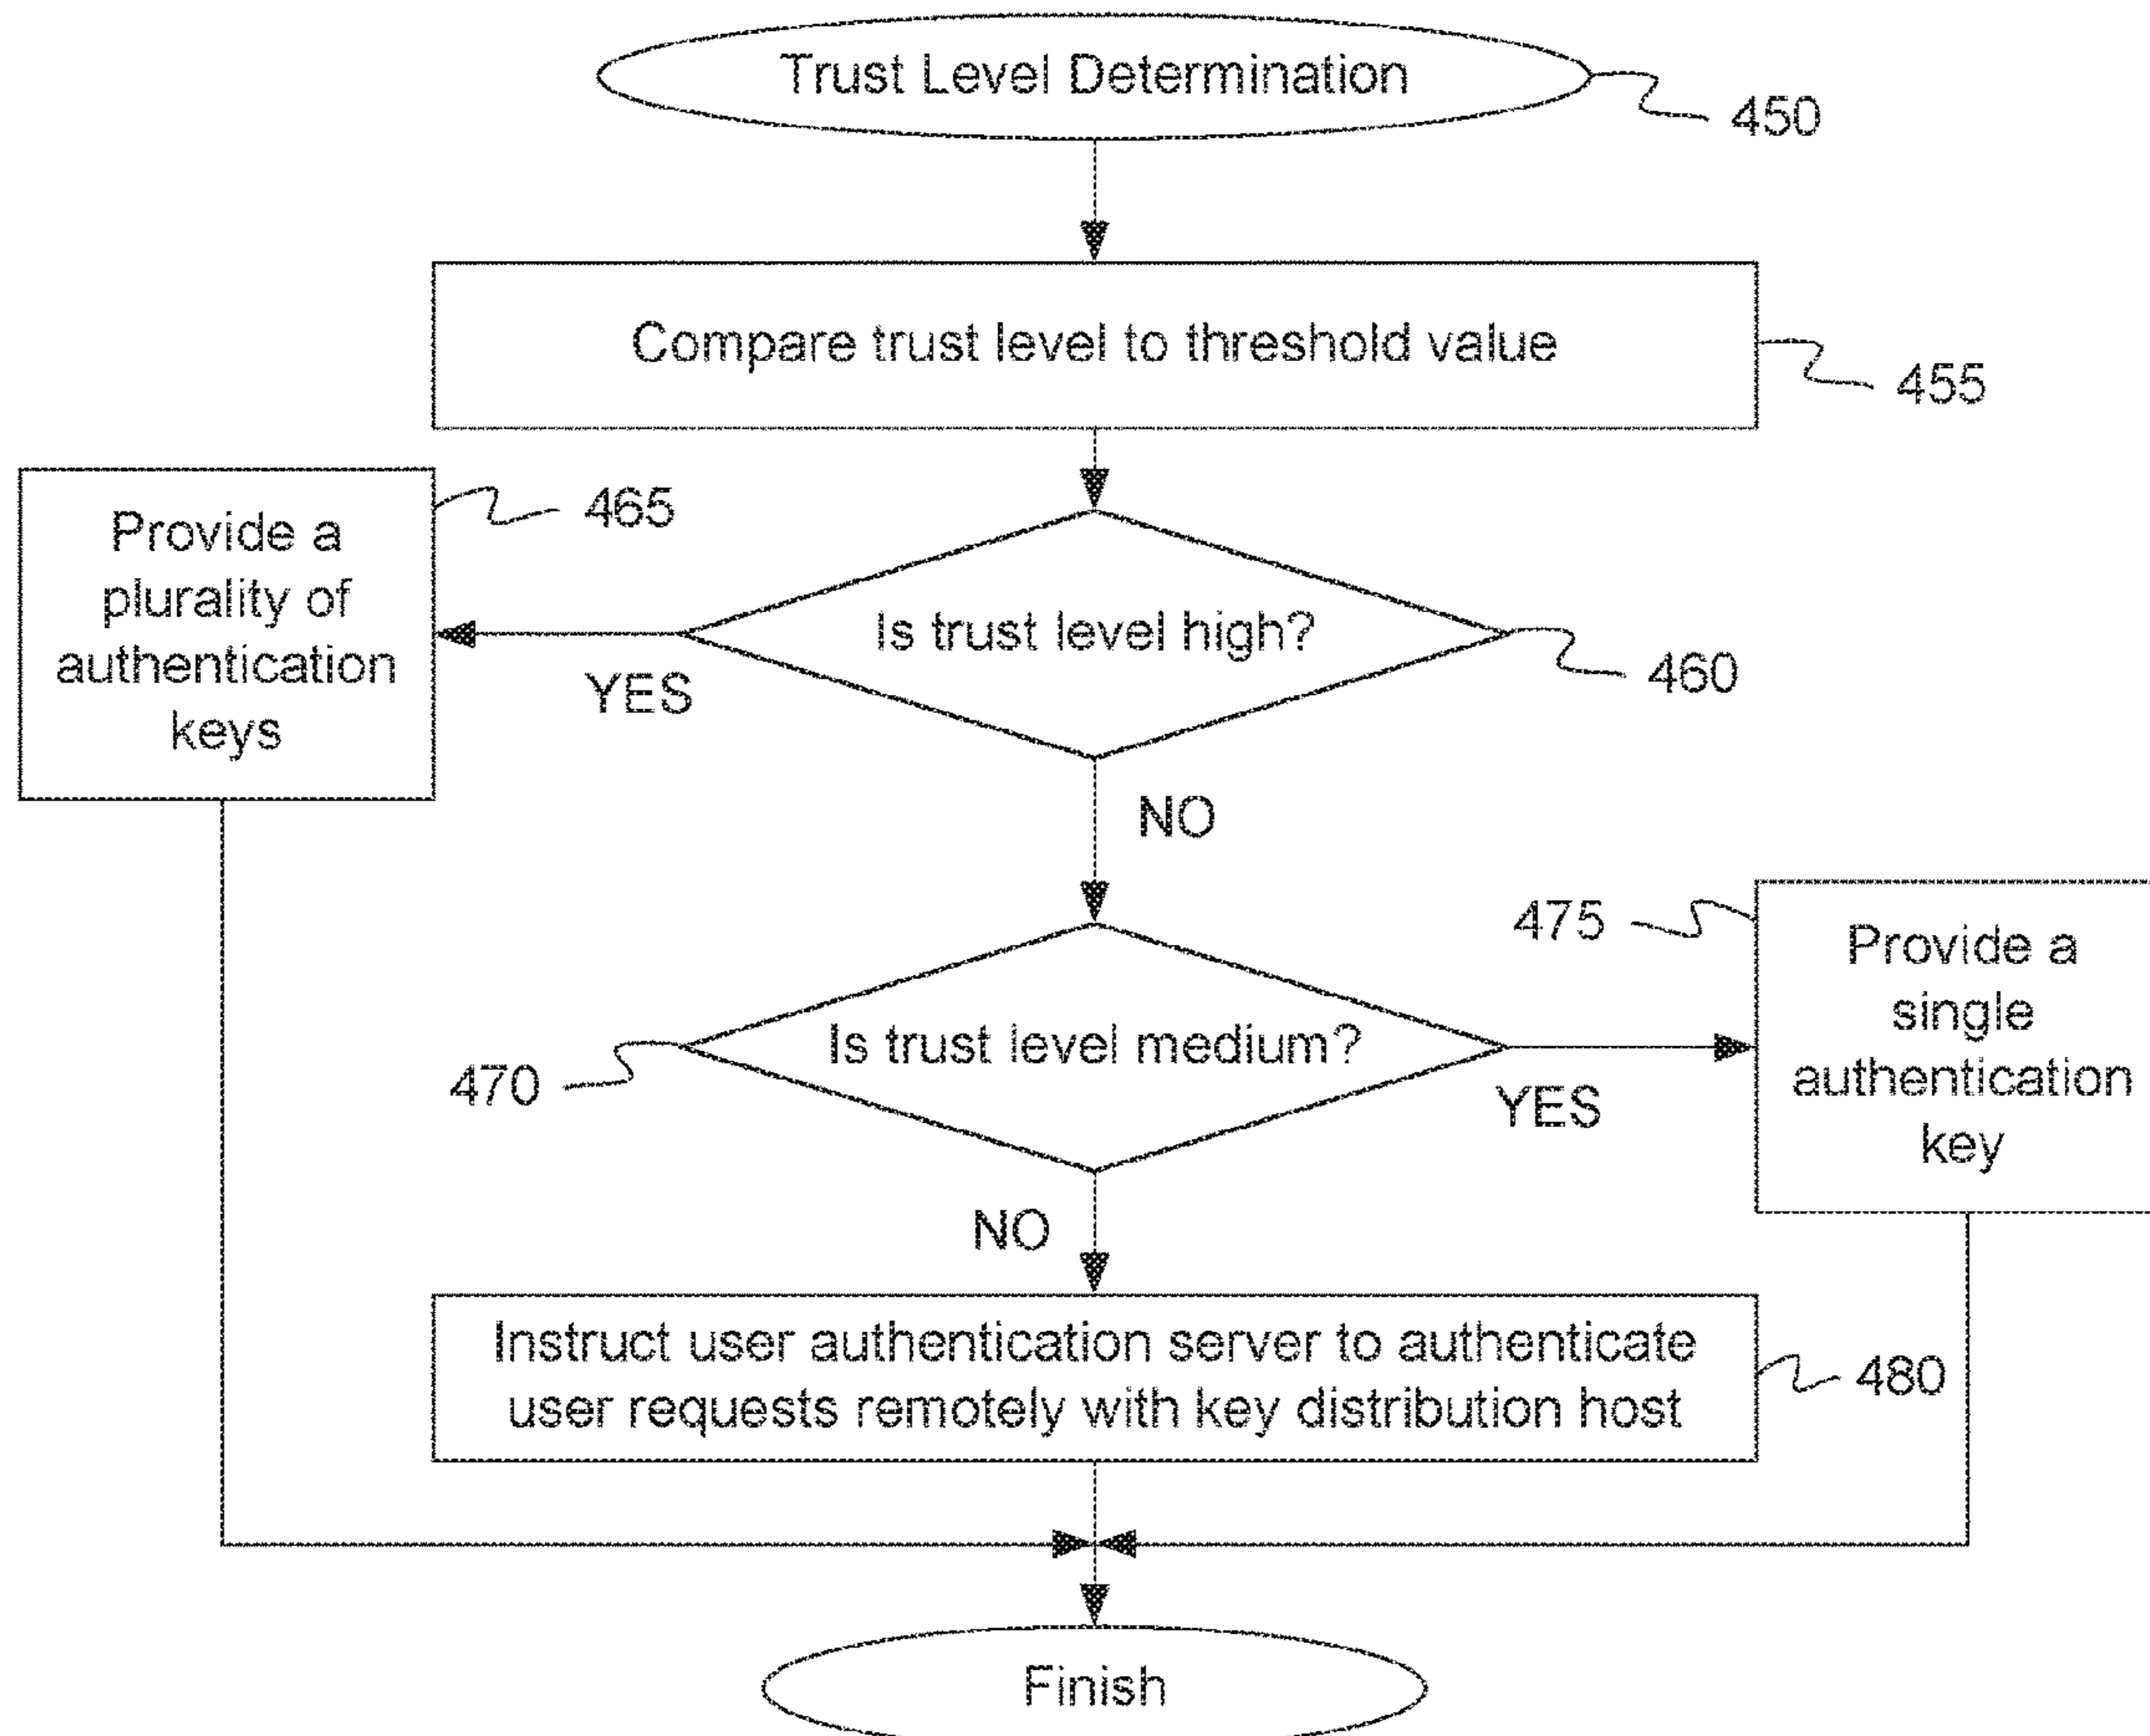 Trust Level Determination
450
Compare trust level to threshold value
455
Provide a
plurality of
authentication
keys
465
Is trust level high?
460
YES
NO
475
Provide a
single
authentication
key
Is trust level medium?
470
YES
NO
Instruct user authentication server to authenticate
user requests remotely with key distribution host
480
Finish